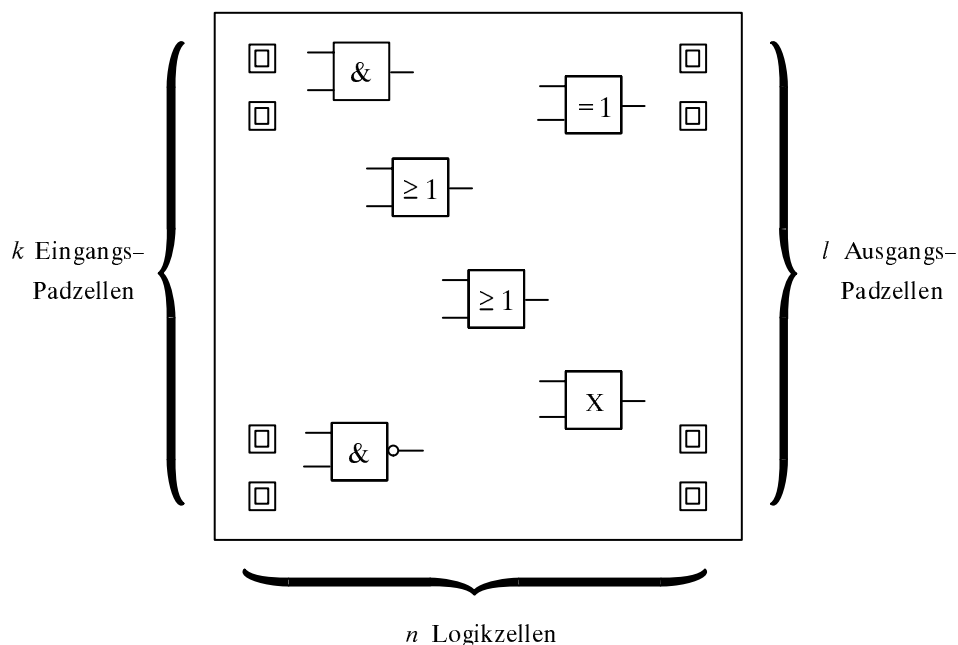 &
= 1
≥ 1
k Eingangs–
Padzellen
l Ausgangs–
Padzellen
≥ 1
X
&
n Logikzellen